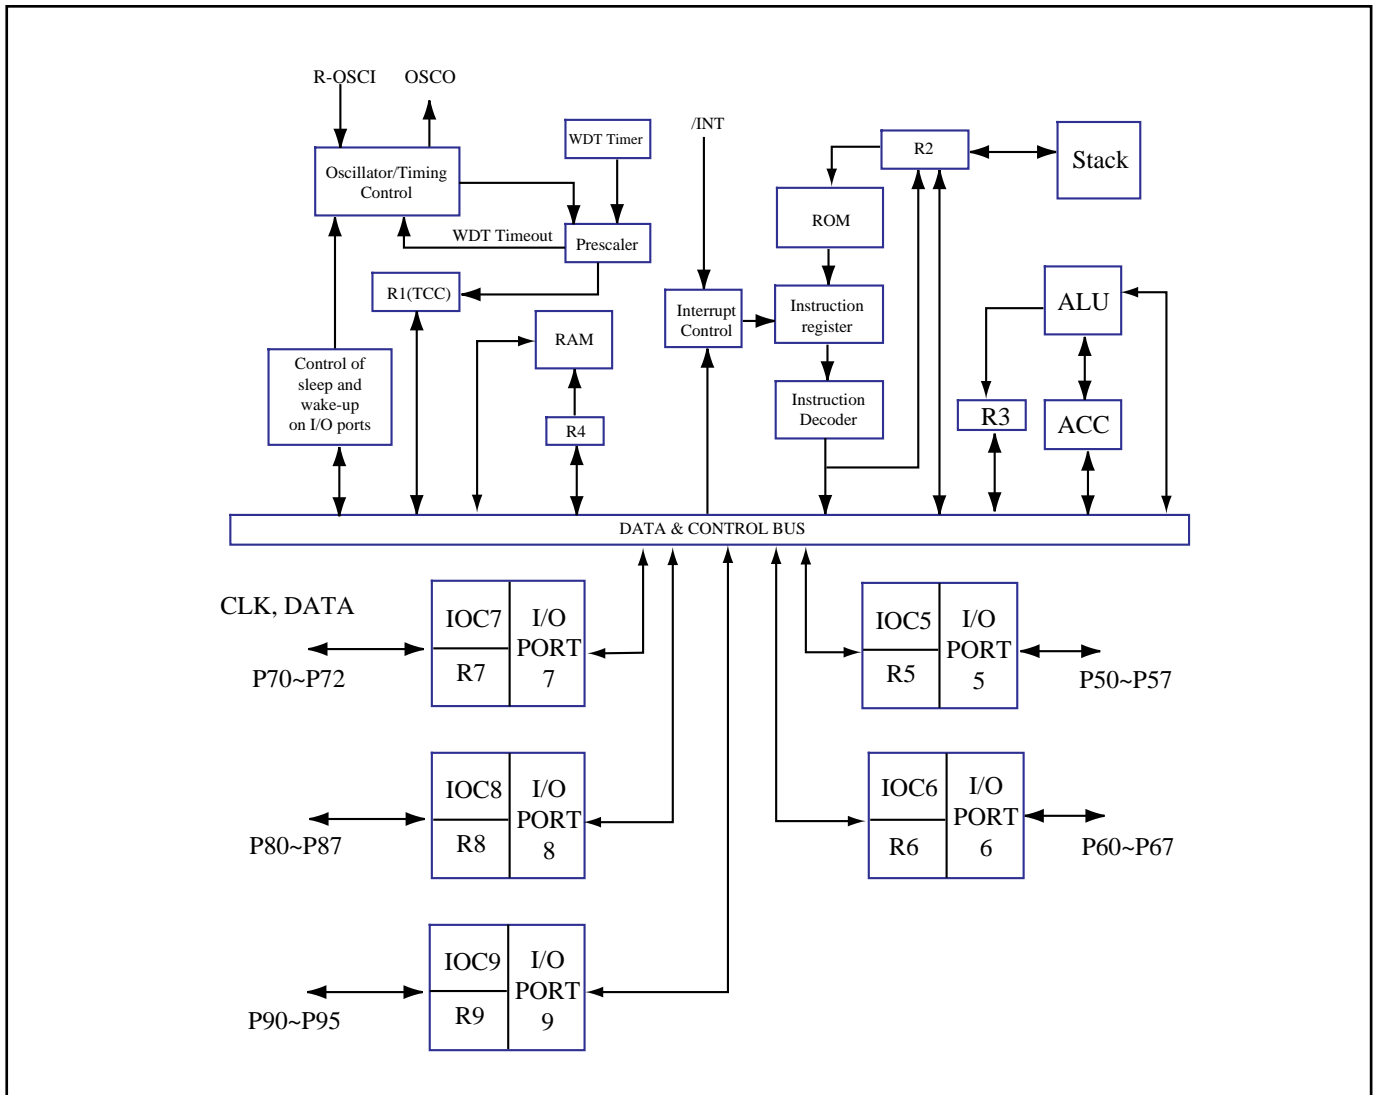 R-OSCI
OSCO
WDT Timer
/INT
R2
Stack
Oscillator/Timing
Control
ROM
WDT Timeout
Prescaler
R1(TCC)
Interrupt
Control
Instruction
register
ALU
RAM
Control of
sleep and
wake-up
on I/O ports
Instruction
Decoder
R3
ACC
R4
DATA & CONTROL BUS
CLK, DATA
P70~P72
IOC7
R7
I/O
PORT
7
IOC5
R5
I/O
PORT
5
P50~P57
P80~P87
IOC8
R8
I/O
PORT
8
IOC6
R6
I/O
PORT
6
P60~P67
P90~P95
IOC9
R9
I/O
PORT
9